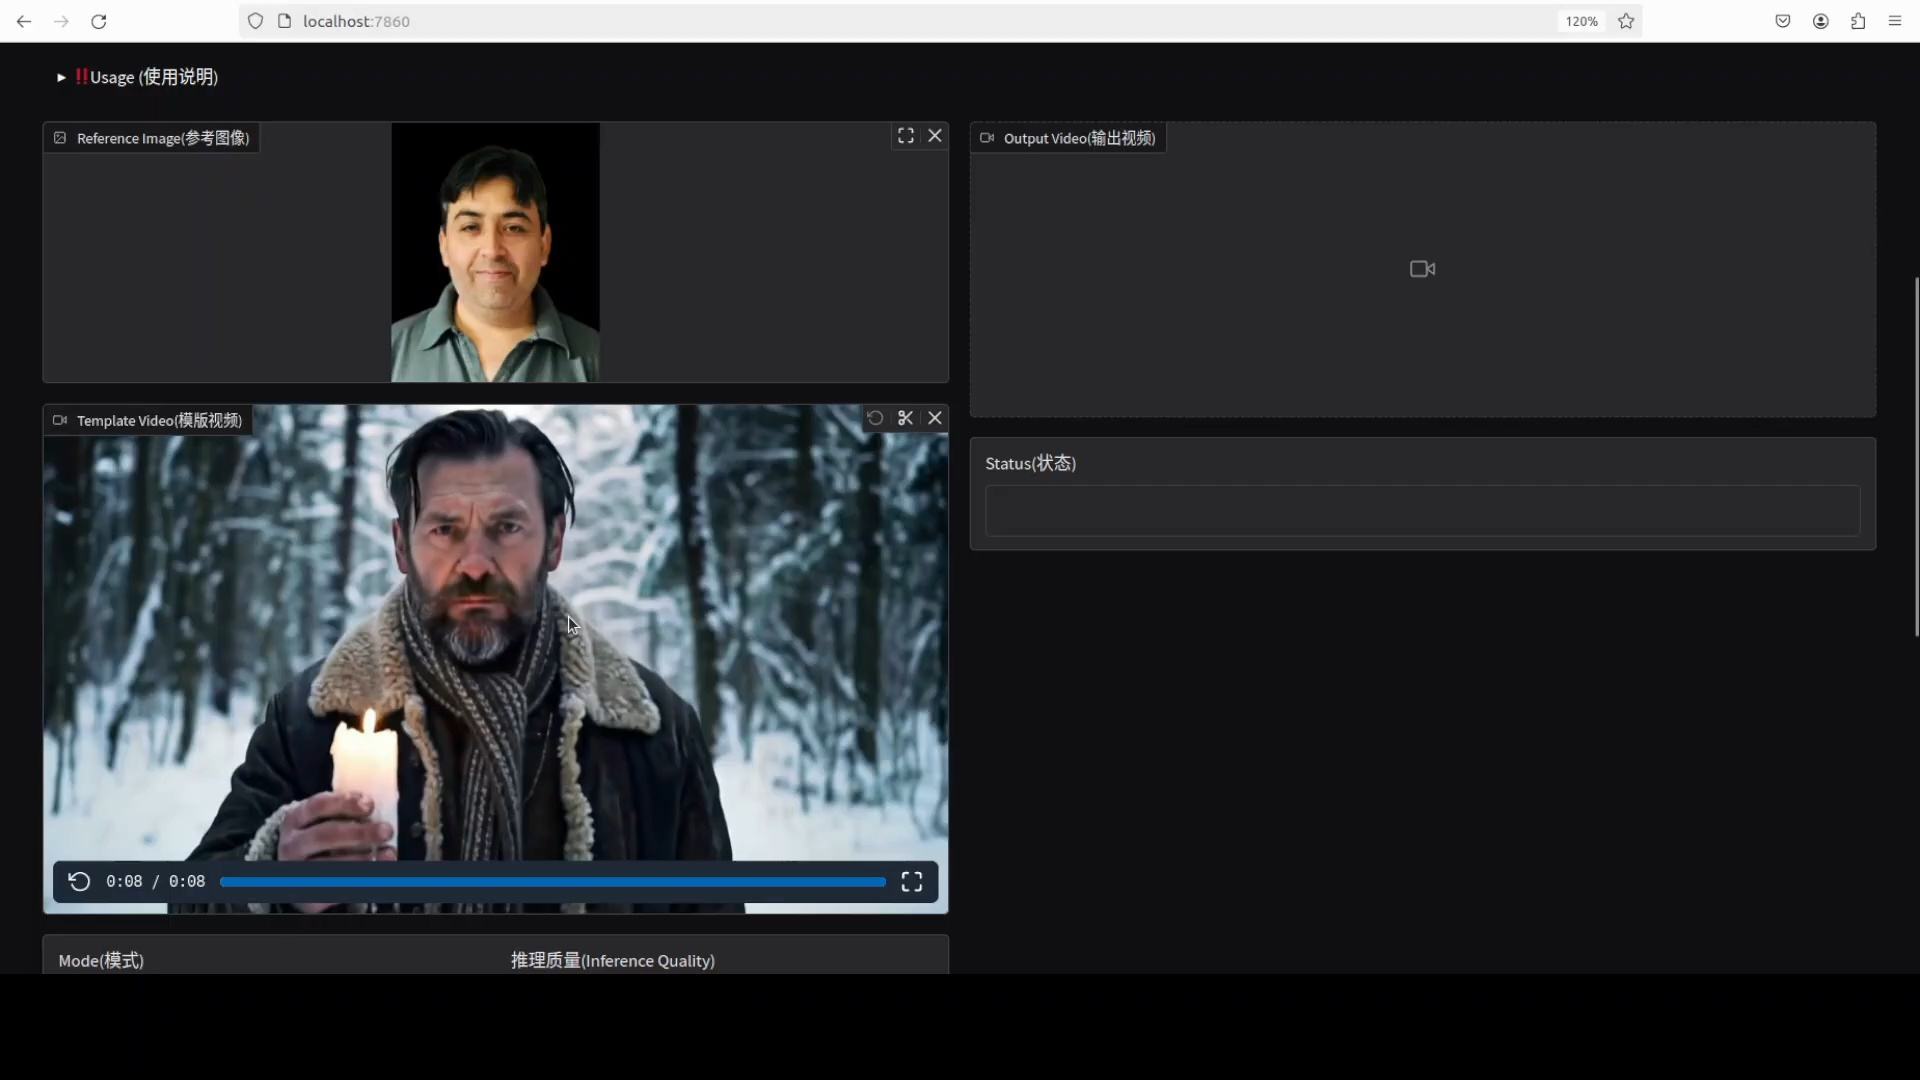 localhost:7860
120%
‼Usage (使用说明)
Reference Image(参考图像)
Output Video(输出视频)
Template Video(模版视频)
Status(状态)
0:08 / 0:08
Mode(模式)
推理质量(Inference Quality)